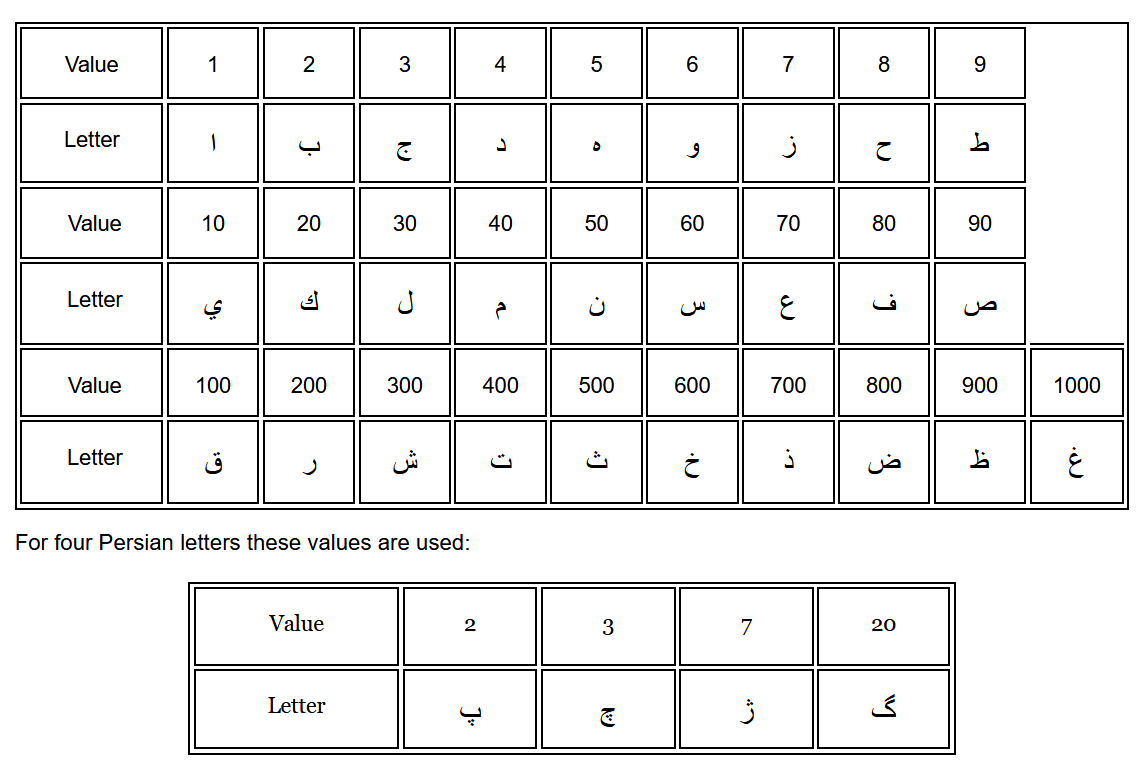 Value 1 2 3 4 5 6 7 8 9
Letter ا ب ج د ه و ز ح ط
Value 10 20 30 40 50 60 70 80 90
Letter ي ك ل م ن س ع ف ص
Value 100 200 300 400 500 600 700 800 900 1000
Letter ق ر ش ت ث خ ذ ض ظ غ
For four Persian letters these values are used:
Value 2 3 7 20
Letter پ چ ژ گ